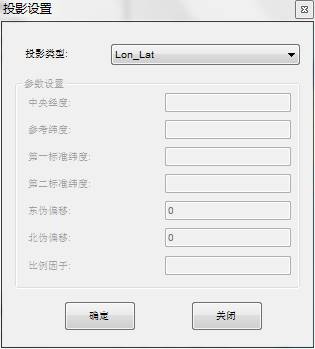 投影设置
投影类型: Lon_Lat
参数设置
中央经度:
参考纬度:
第一标准纬度:
第二标准纬度:
东伪偏移: 0
北伪偏移: 0
比例因子:
确定 关闭